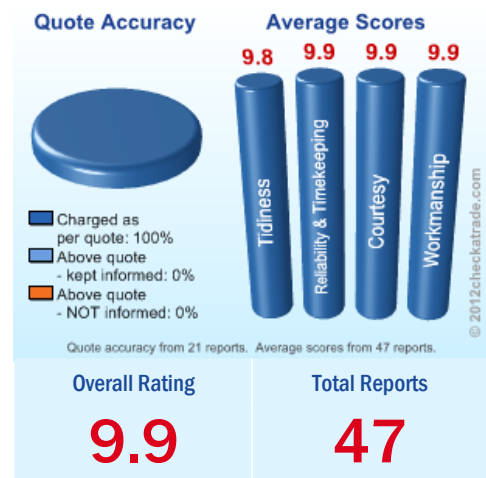 Quote Accuracy
Charged as
per quote: 100%
Above quote
- kept informed: 0%
Above quote
- NOT informed: 0%
Average Scores
9.8 9.9 9.9 9.9
Tidiness
Reliability & Timekeeping
Courtesy
Workmanship
© 2012checkatrade.com
Quote accuracy from 21 reports. Average scores from 47 reports.
Overall Rating
9.9
Total Reports
47